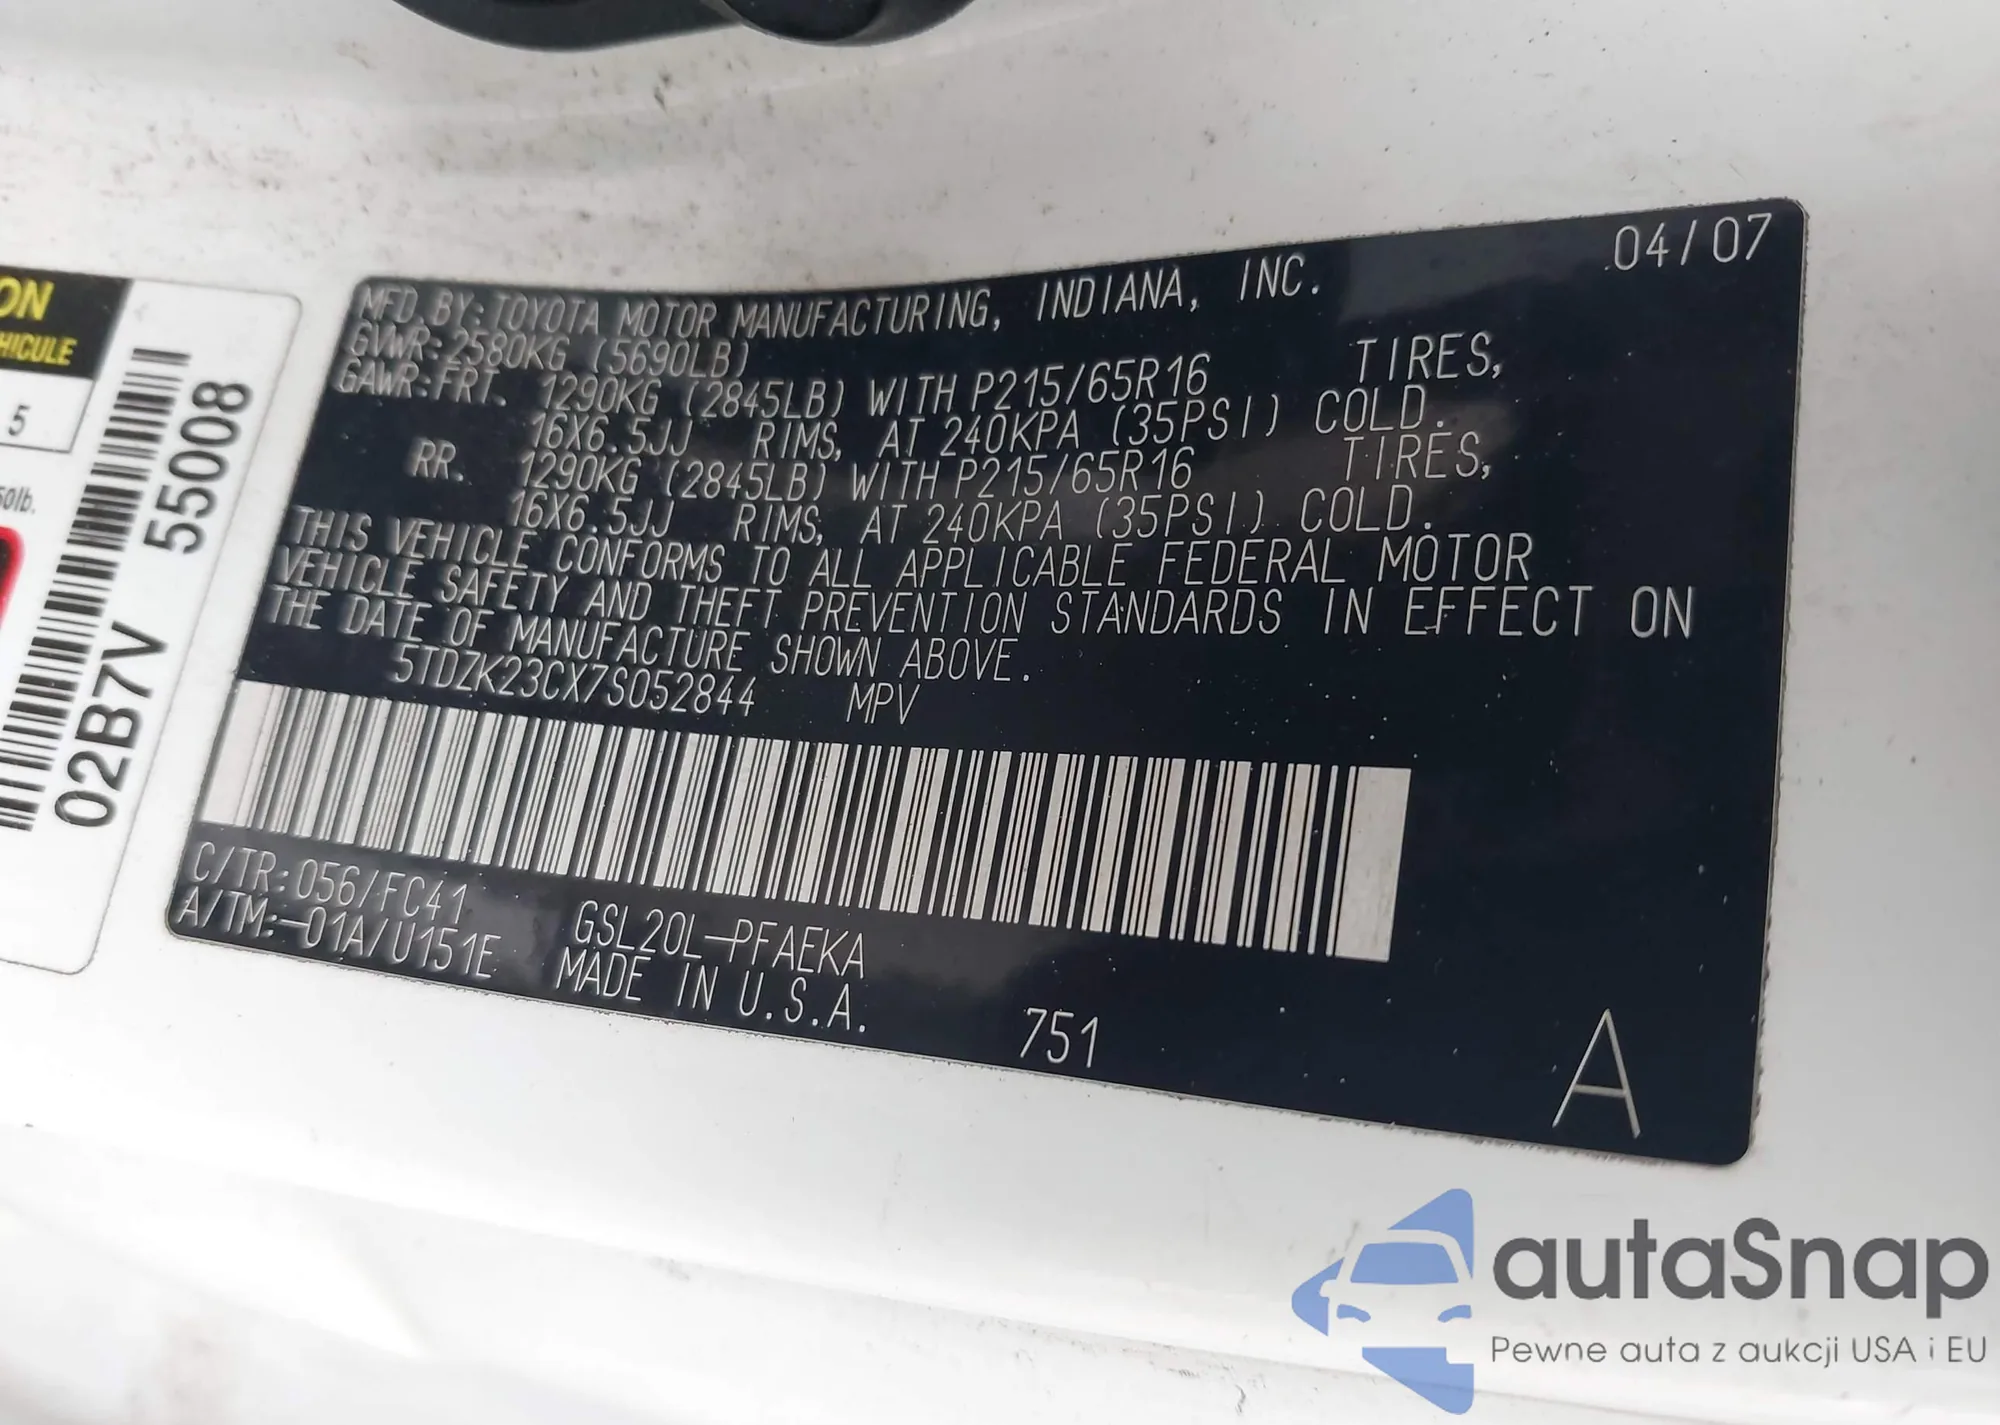 04/07
MFD. BY: TOYOTA MOTOR MANUFACTURING, INDIANA, INC.
GVWR: 2580KG (5690LB)
GAWR: FRT. 1290KG (2845LB) WITH P215/65R16 TIRES,
16X6.5JJ RIMS, AT 240KPA (35PSI) COLD.
RR. 1290KG (2845LB) WITH P215/65R16 TIRES,
16X6.5JJ RIMS, AT 240KPA (35PSI) COLD.
THIS VEHICLE CONFORMS TO ALL APPLICABLE FEDERAL MOTOR
VEHICLE SAFETY AND THEFT PREVENTION STANDARDS IN EFFECT ON
THE DATE OF MANUFACTURE SHOWN ABOVE.
5TDZK23CX7S052844 MPV
C/TR: 056/FC41
A/TM: -01A/U151E
GSL20L-PFAEKA
MADE IN U.S.A.
751
A
ON
HICULE
5
50lb.
02B7V 55008
autaSnap
Pewne auta z aukcji USA i EU